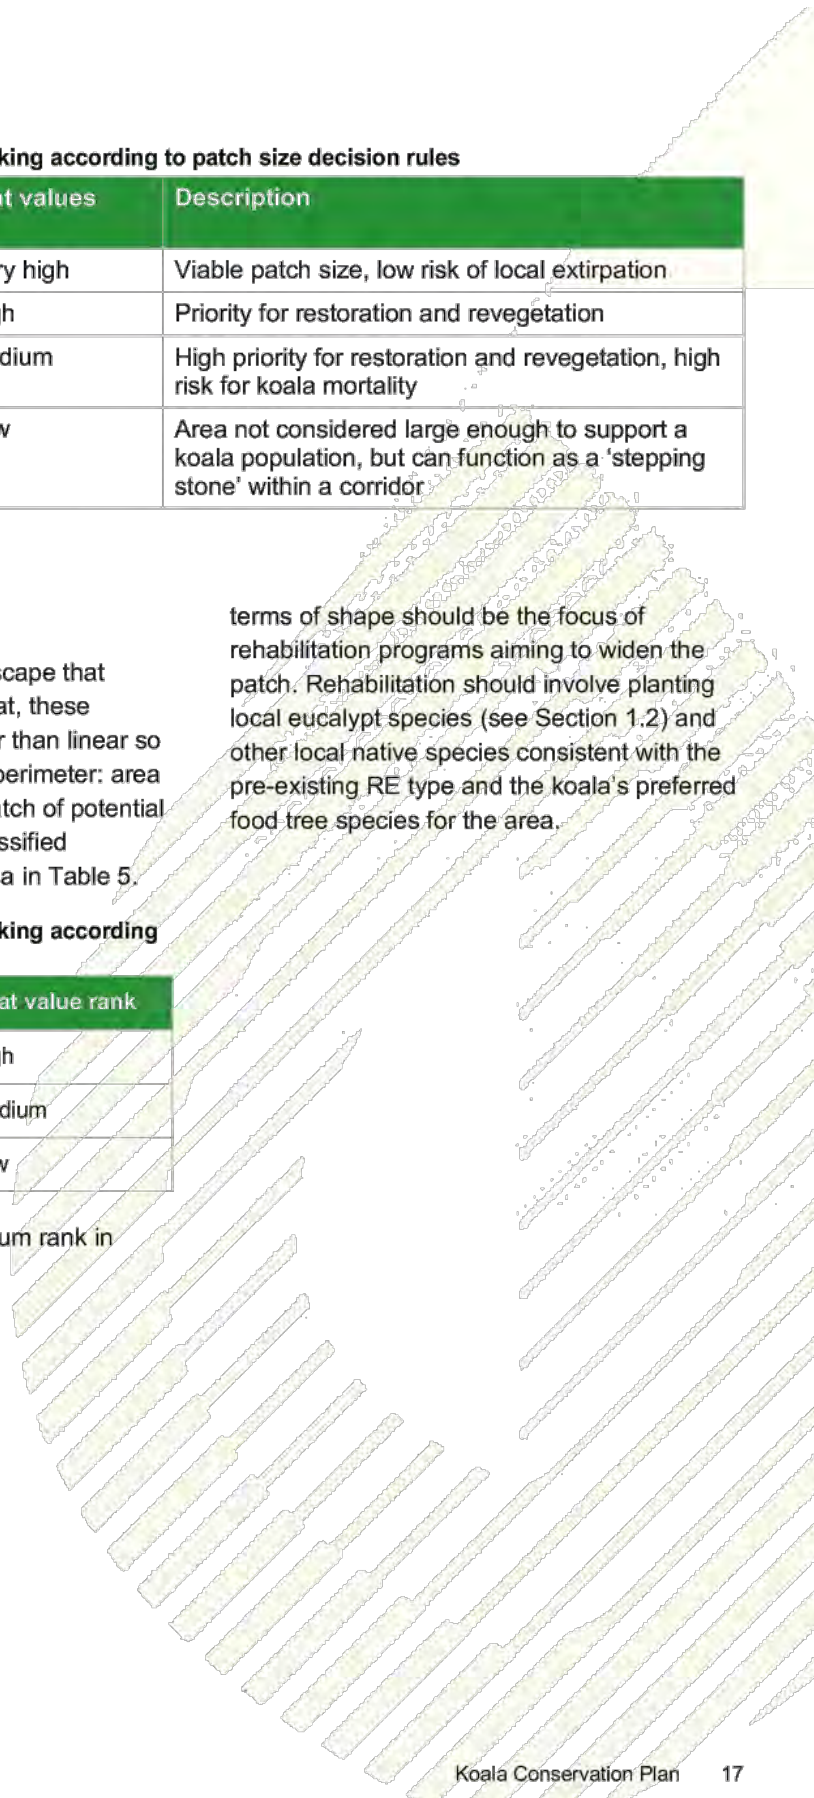 king according to patch size decision rules
at values Description
ry high Viable patch size, low risk of local extirpation
gh Priority for restoration and revegetation
dium High priority for restoration and revegetation, high
risk for koala mortality
w Area not considered large enough to support a
koala population, but can function as a ‘stepping
stone’ within a corridor
scape that
at, these
r than linear so
perimeter: area
atch of potential
ssified
a in Table 5.
king according
at value rank
gh
dium
w
um rank in
terms of shape should be the focus of
rehabilitation programs aiming to widen the
patch. Rehabilitation should involve planting
local eucalypt species (see Section 1.2) and
other local native species consistent with the
pre-existing RE type and the koala’s preferred
food tree species for the area.
Koala Conservation Plan 17